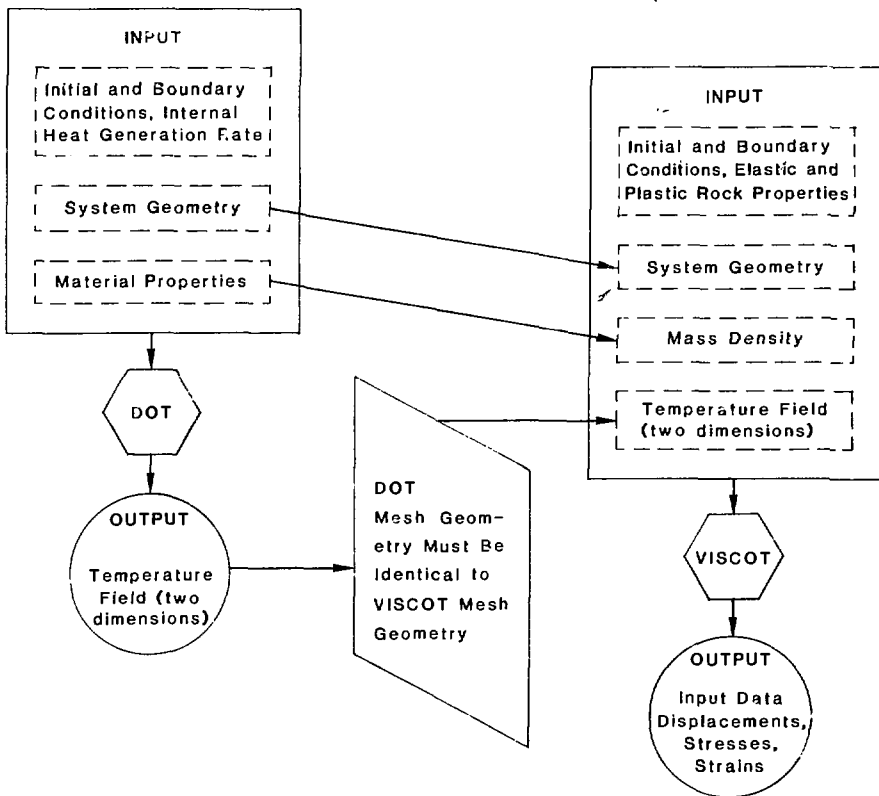 INPUT
Initial and Boundary
Conditions, Internal
Heat Generation Rate
System Geometry
Material Properties
DOT
OUTPUT
Temperature
Field (two
dimensions)
DOT
Mesh Geom-
etry Must Be
Identical to
VISCOT Mesh
Geometry
INPUT
Initial and Boundary
Conditions, Elastic and
Plastic Rock Properties
System Geometry
Mass Density
Temperature Field
(two dimensions)
VISCOT
OUTPUT
Input Data
Displacements,
Stresses,
Strains